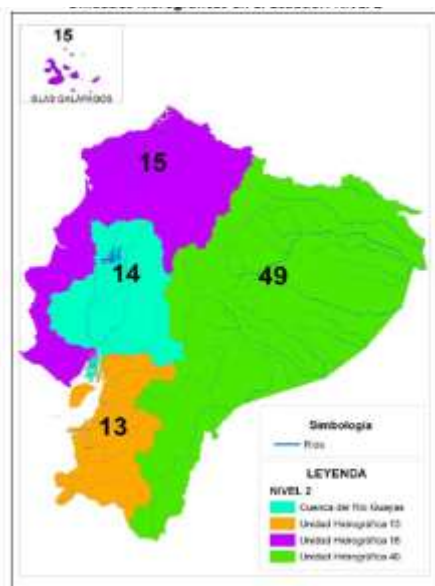 15
ISLAS GALÁPAGOS
15
14
49
13
Simbología
Ríos
LEYENDA
NIVEL 2
Cuenca del Río Guayas
Unidad Hidrográfica 13
Unidad Hidrográfica 15
Unidad Hidrográfica 49